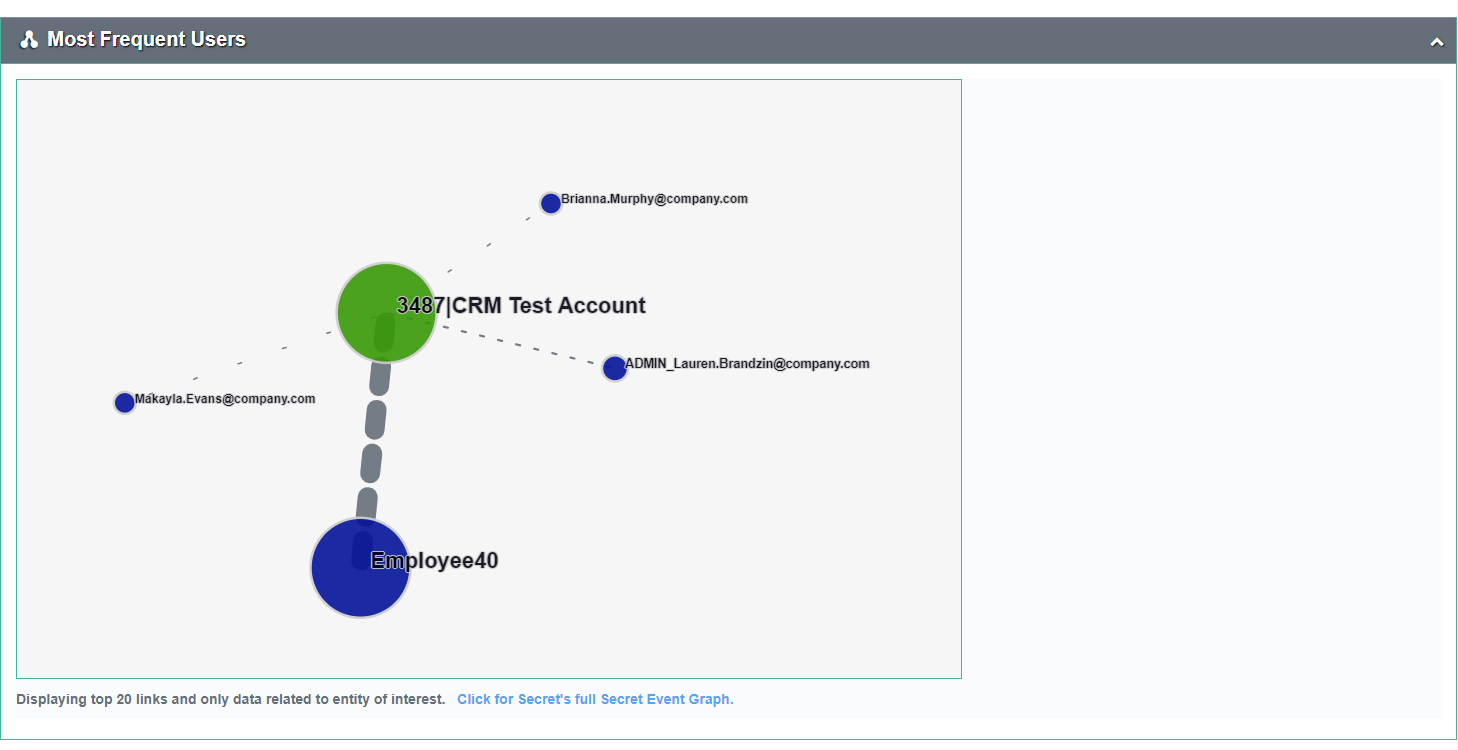 Most Frequent Users
Brianna.Murphy@company.com
3487|CRM Test Account
ADMIN_Lauren.Brandzin@company.com
Makayla.Evans@company.com
Employee40
Displaying top 20 links and only data related to entity of interest. Click for Secret's full Secret Event Graph.